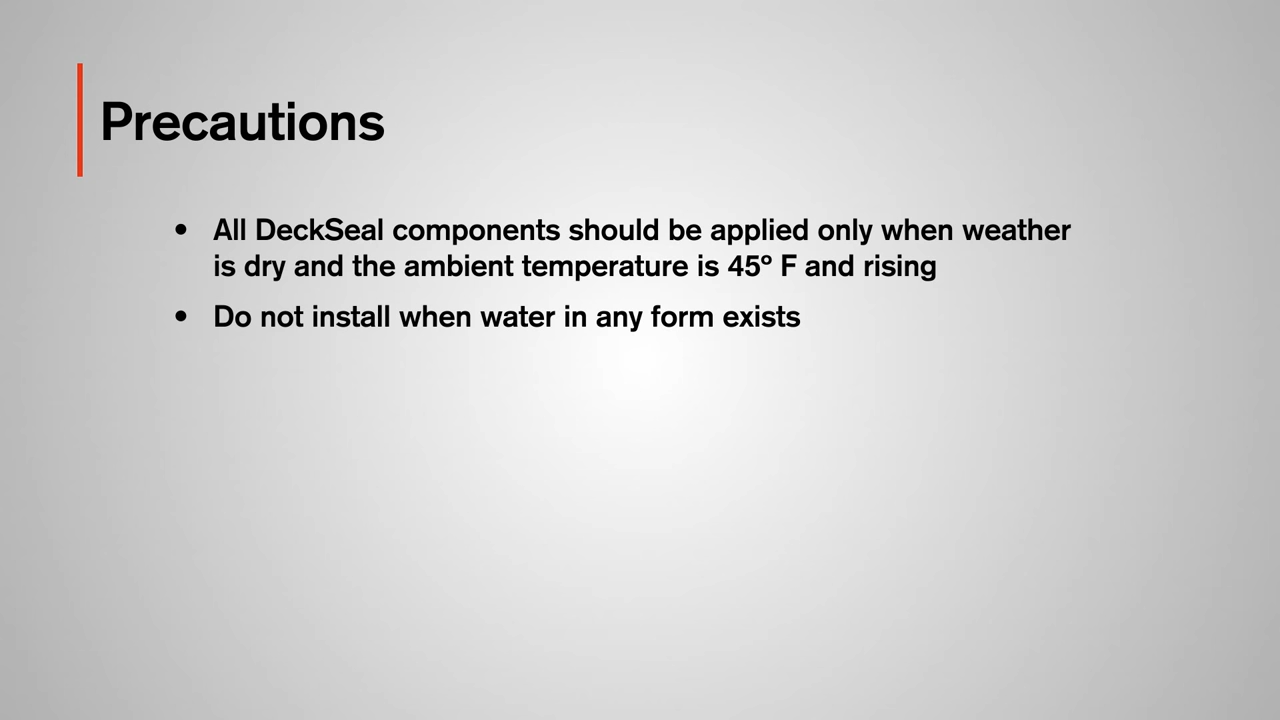 Precautions
• All DeckSeal components should be applied only when weather
is dry and the ambient temperature is 45º F and rising
• Do not install when water in any form exists